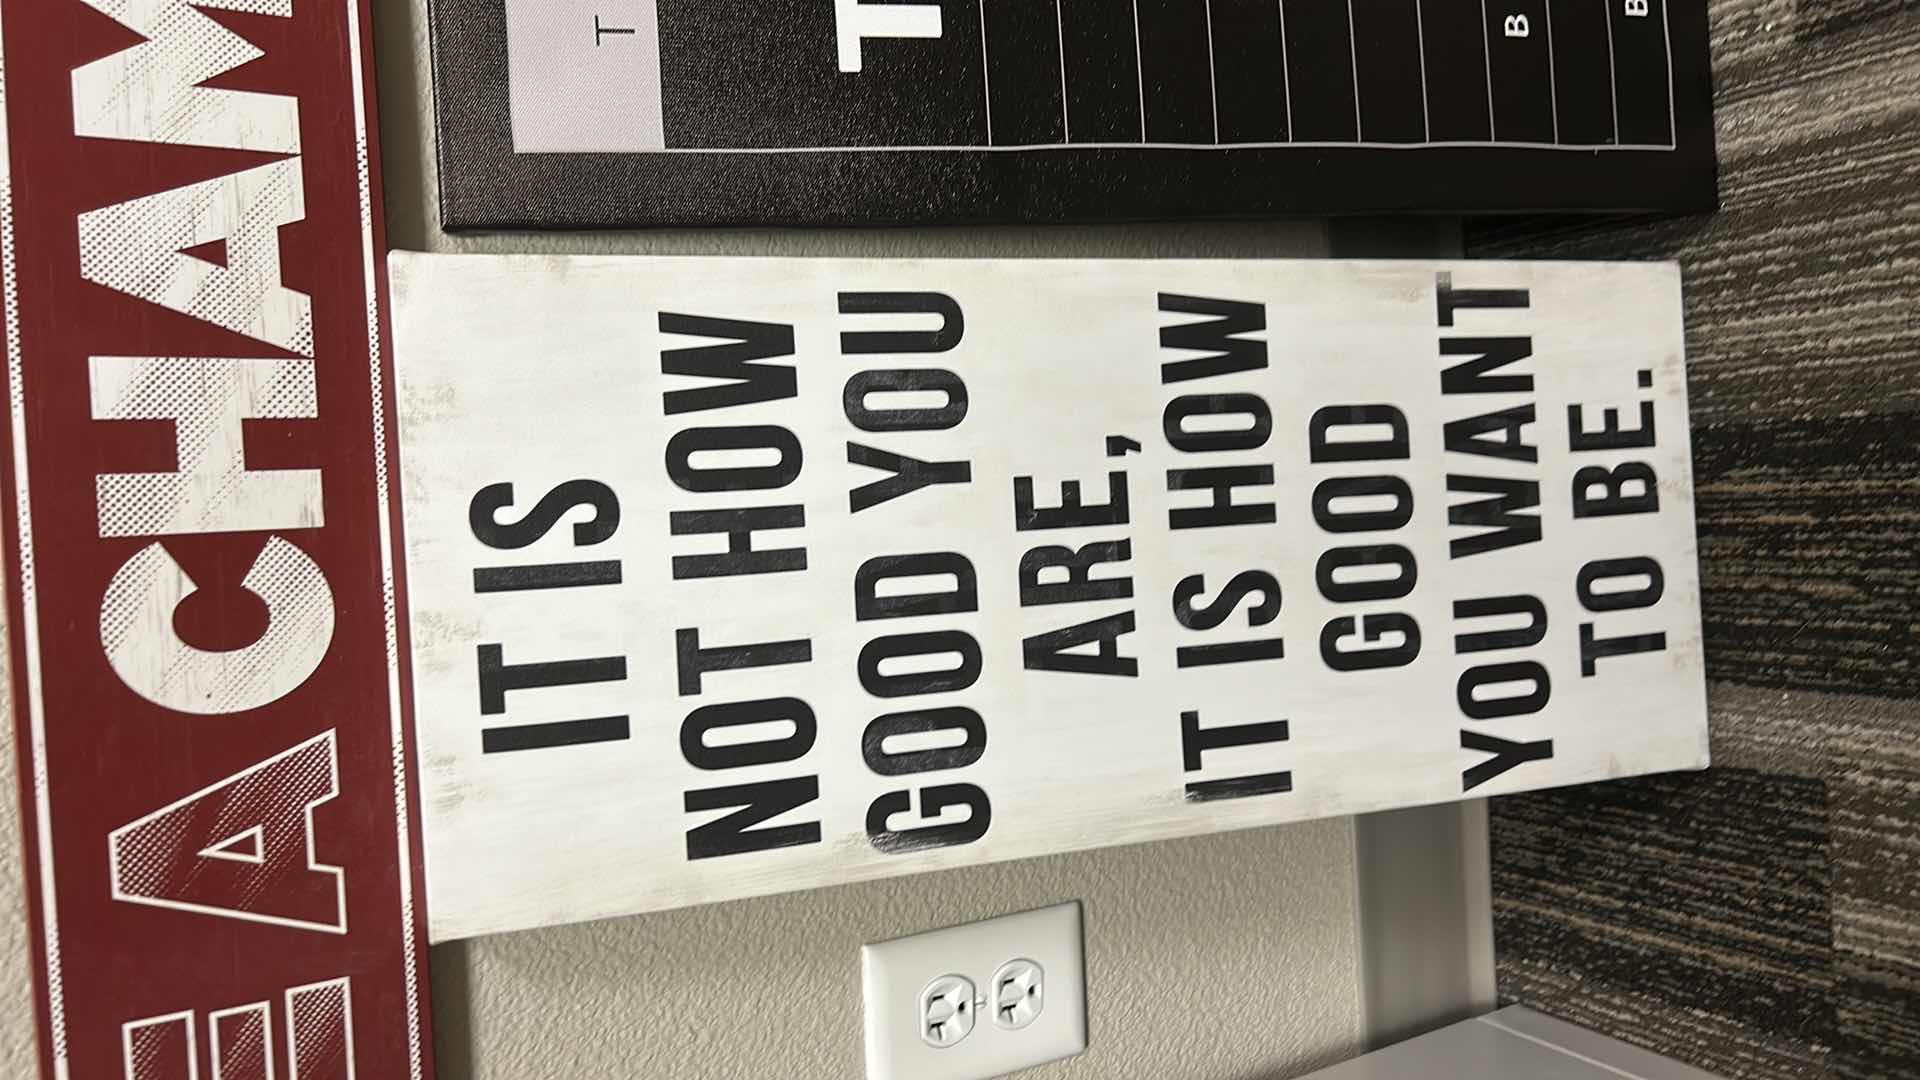 E A CHAM
IT IS
NOT HOW
GOOD YOU
ARE,
IT IS HOW
GOOD
YOU WANT
TO BE.
T
T
B
B